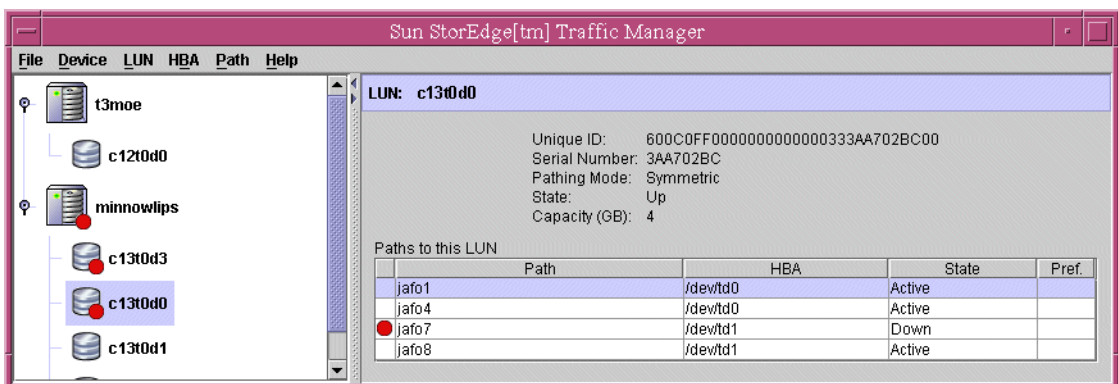 Sun StorEdge[tm] Traffic Manager
File Device LUN HBA Path Help
t3moe
c12t0d0
minnowlips
c13t0d3
c13t0d0
c13t0d1
LUN: c13t0d0
Unique ID: 600C0FF0000000000000333AA702BC00
Serial Number: 3AA702BC
Pathing Mode: Symmetric
State: Up
Capacity (GB): 4
Paths to this LUN
Path HBA State Pref.
jafo1 /dev/td0 Active
jafo4 /dev/td0 Active
jafo7 /dev/td1 Down
jafo8 /dev/td1 Active